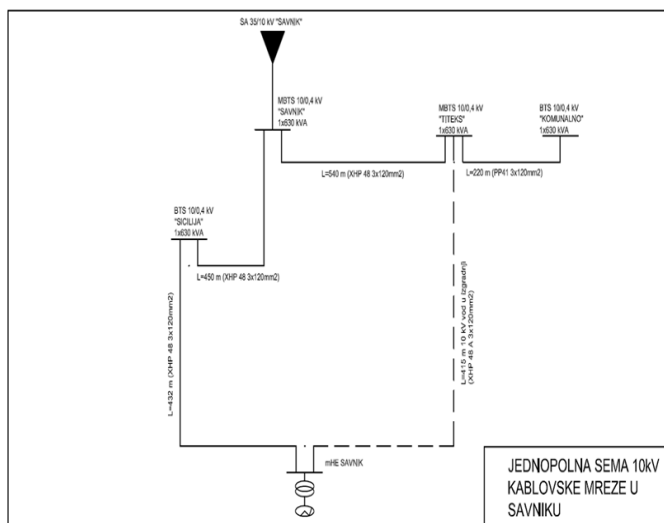 SA 35/10 kV "SAVNIK"
MBTS 10/0,4 kV
"SAVNIK"
1x630 kVA
MBTS 10/0,4 kV
"TITEKS"
1x630 kVA
BTS 10/0,4 kV
"KOMUNALNO"
1x630 kVA
L=540 m (XHP 48 3x120mm2)
L=220 m (PP41 3x120mm2)
BTS 10/0,4 kV
"SICILIJA"
1x630 kVA
L=450 m (XHP 48 3x120mm2)
L=432 m (XHP 48 3x120mm2)
L=415 m 10 kV vod u izgradnji
(XHP 48 A 3x120mm2)
mHE SAVNIK
JEDNOPOLNA SEMA 10kV
KABLOVSKE MREZE U
SAVNIKU